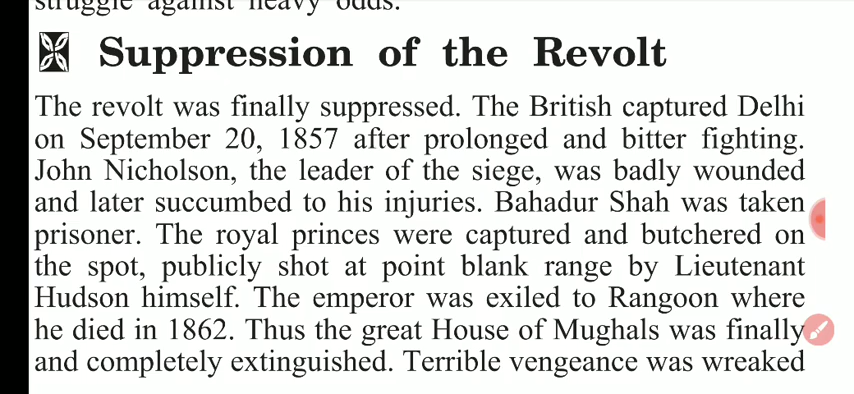 struggle against heavy odds.
Suppression of the Revolt
The revolt was finally suppressed. The British captured Delhi
on September 20, 1857 after prolonged and bitter fighting.
John Nicholson, the leader of the siege, was badly wounded
and later succumbed to his injuries. Bahadur Shah was taken
prisoner. The royal princes were captured and butchered on
the spot, publicly shot at point blank range by Lieutenant
Hudson himself. The emperor was exiled to Rangoon where
he died in 1862. Thus the great House of Mughals was finally
and completely extinguished. Terrible vengeance was wreaked